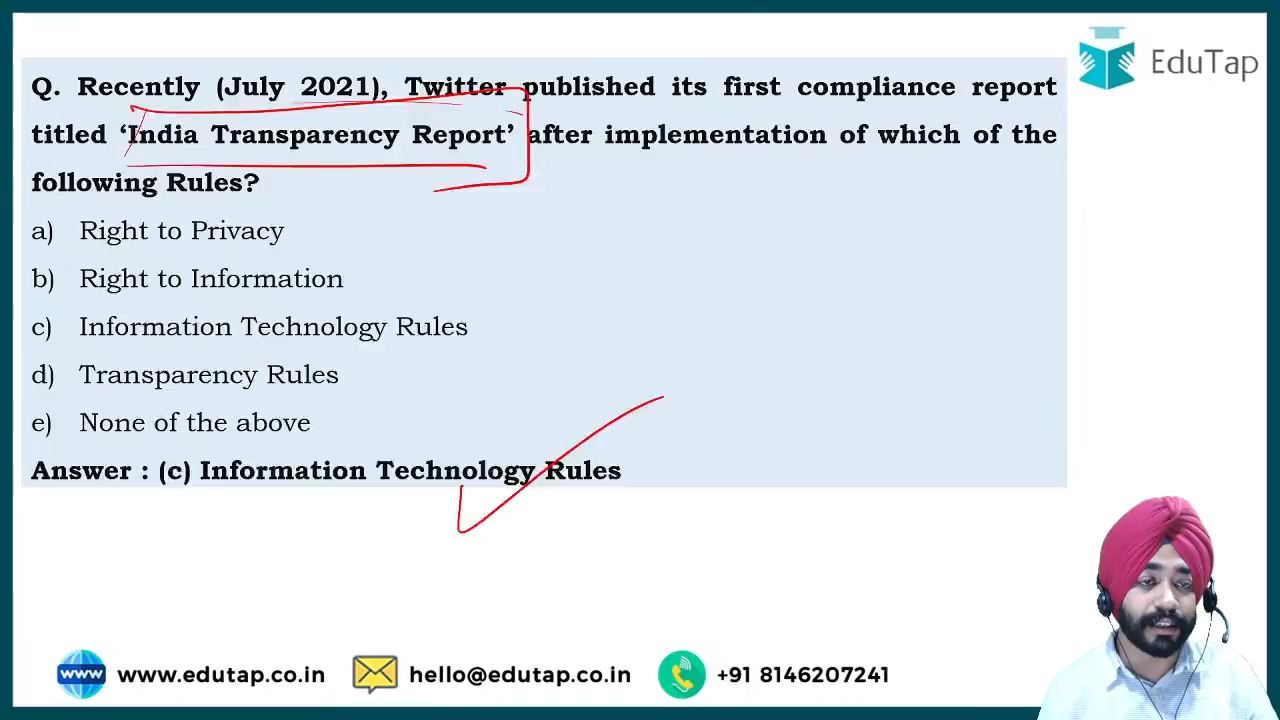 EduTap
Q. Recently (July 2021), Twitter published its first compliance report
titled ‘India Transparency Report’ after implementation of which of the
following Rules?
a) Right to Privacy
b) Right to Information
c) Information Technology Rules
d) Transparency Rules
e) None of the above
Answer : (c) Information Technology Rules
www www.edutap.co.in hello@edutap.co.in +91 8146207241